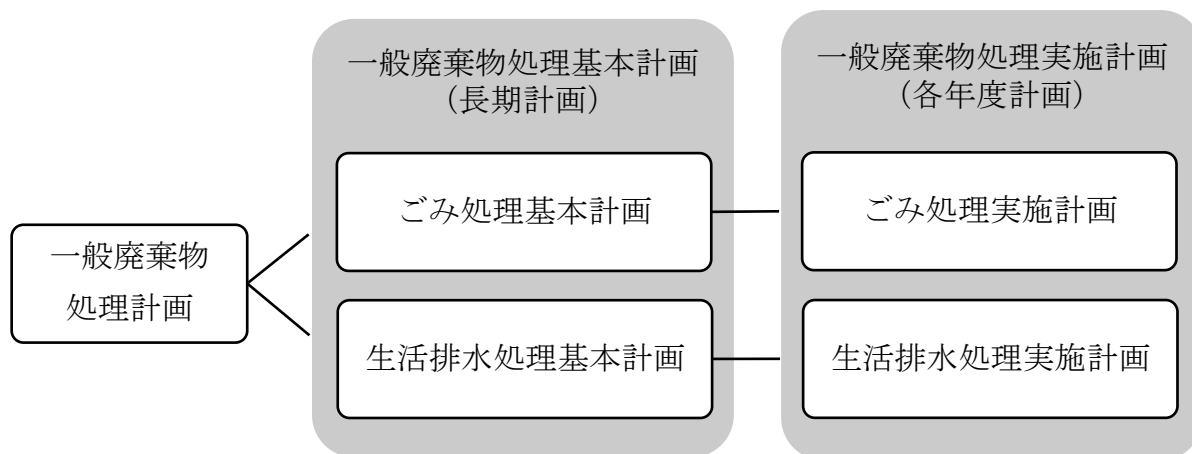 一般廃棄物
処理計画
一般廃棄物処理基本計画
（長期計画）
ごみ処理基本計画
生活排水処理基本計画
一般廃棄物処理実施計画
（各年度計画）
ごみ処理実施計画
生活排水処理実施計画